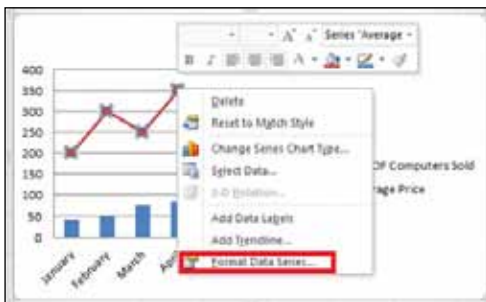 Series "Average
400
350
300
250
200
150
100
50
0
January
February
March
Delete
Reset to Match Style
Change Series Chart Type...
Select Data...
3-D Rotation...
Add Data Labels
Add Trendline...
Format Data Series...
OF Computers Sold
rage Price